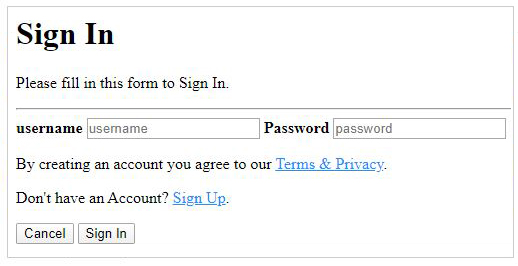 Sign In
Please fill in this form to Sign In.
username username Password password
By creating an account you agree to our Terms & Privacy.
Don't have an Account? Sign Up.
Cancel Sign In